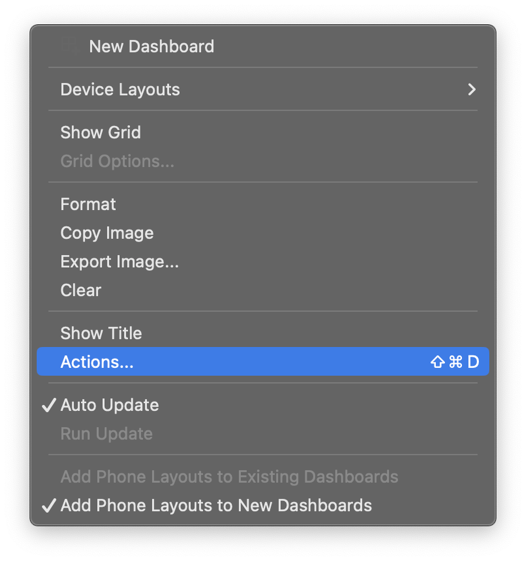 New Dashboard
Device Layouts
Show Grid
Grid Options...
Format
Copy Image
Export Image...
Clear
Show Title
Actions... ⇧⌘D
✓ Auto Update
Run Update
Add Phone Layouts to Existing Dashboards
✓ Add Phone Layouts to New Dashboards